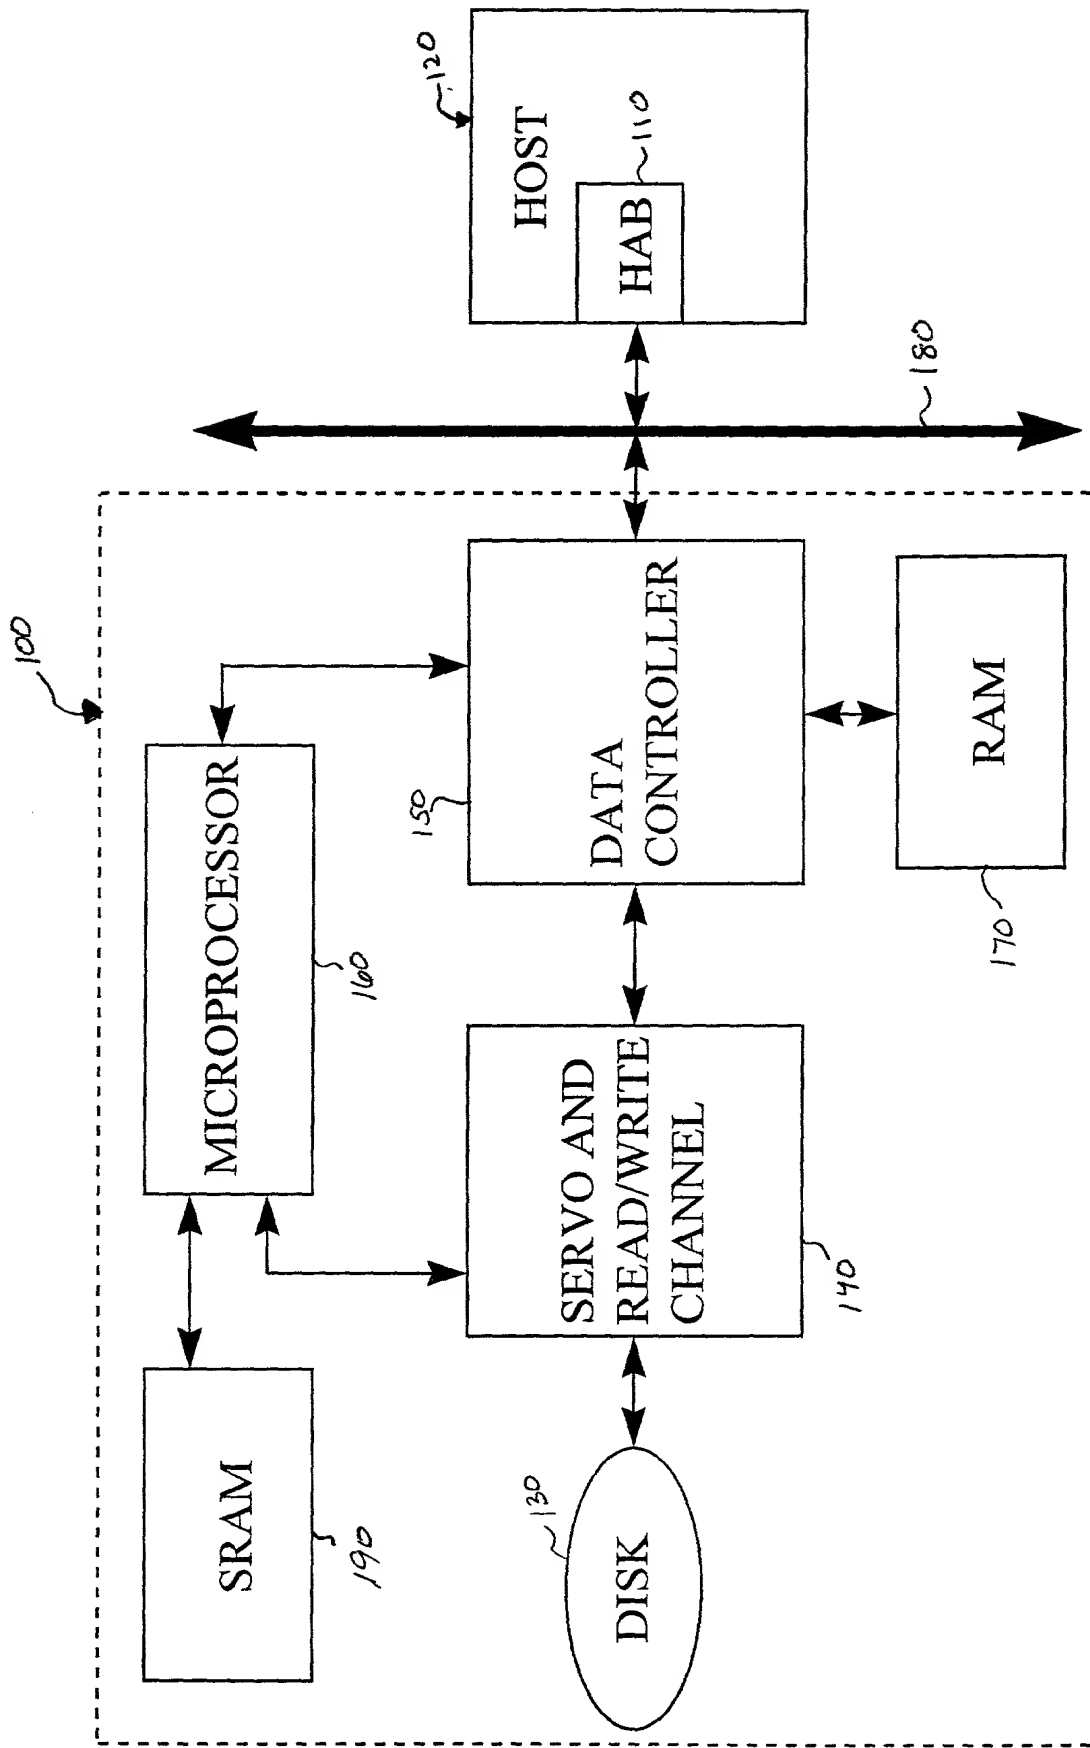 100
SRAM
190
MICROPROCESSOR
160
DISK
130
SERVO AND
READ/WRITE
CHANNEL
140
DATA
CONTROLLER
150
RAM
170
180
HOST
120
HAB
110